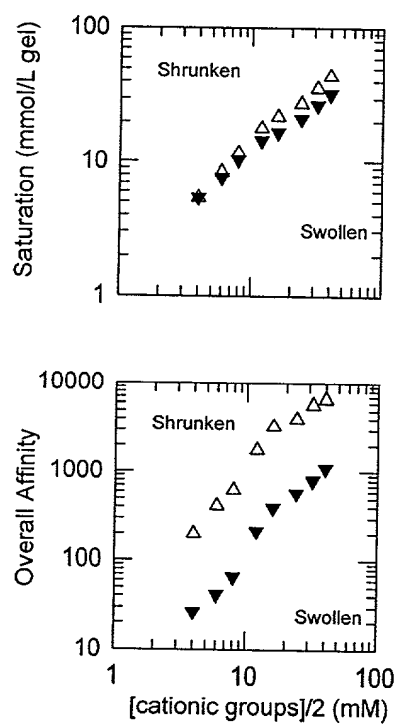 100
Shrunken
10
Swollen
1
Saturation (mmol/L gel)
10000
Shrunken
1000
100
Swollen
10
Overall Affinity
1 10 100
[cationic groups]/2 (mM)